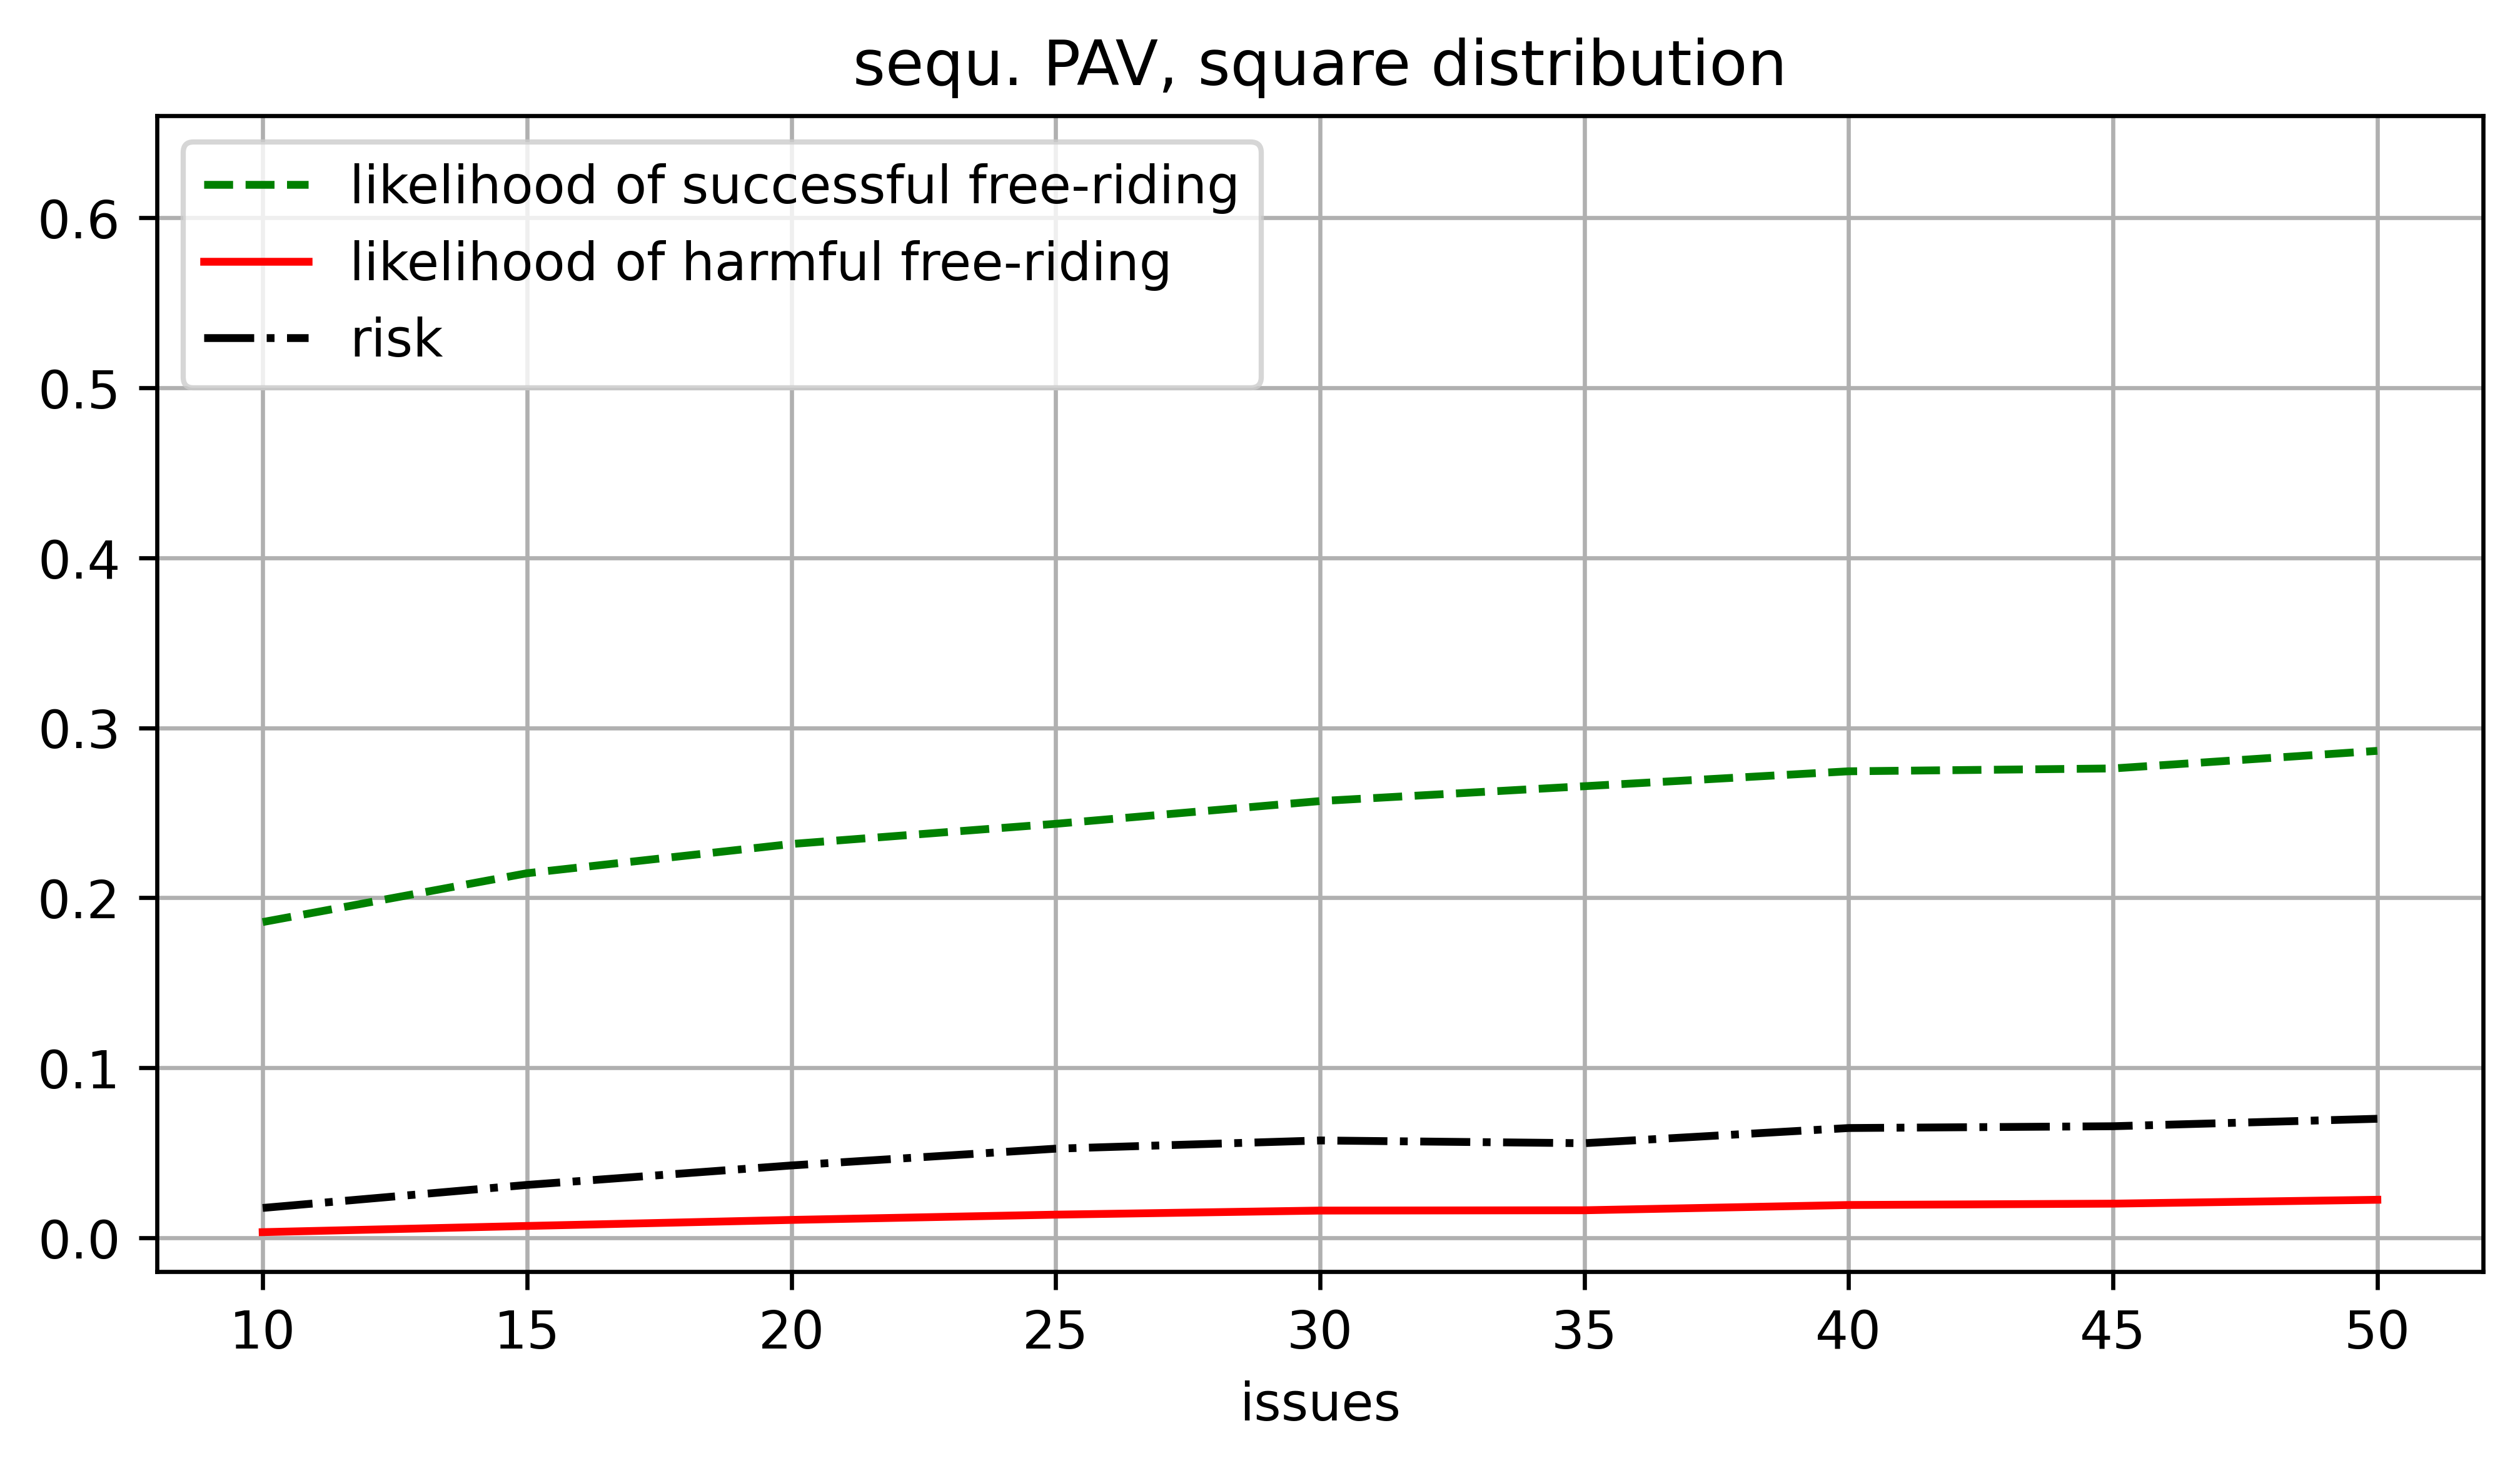 sequ. PAV, square distribution
likelihood of successful free-riding
likelihood of harmful free-riding
risk
0.6
0.5
0.4
0.3
0.2
0.1
0.0
10 15 20 25 30 35 40 45 50
issues